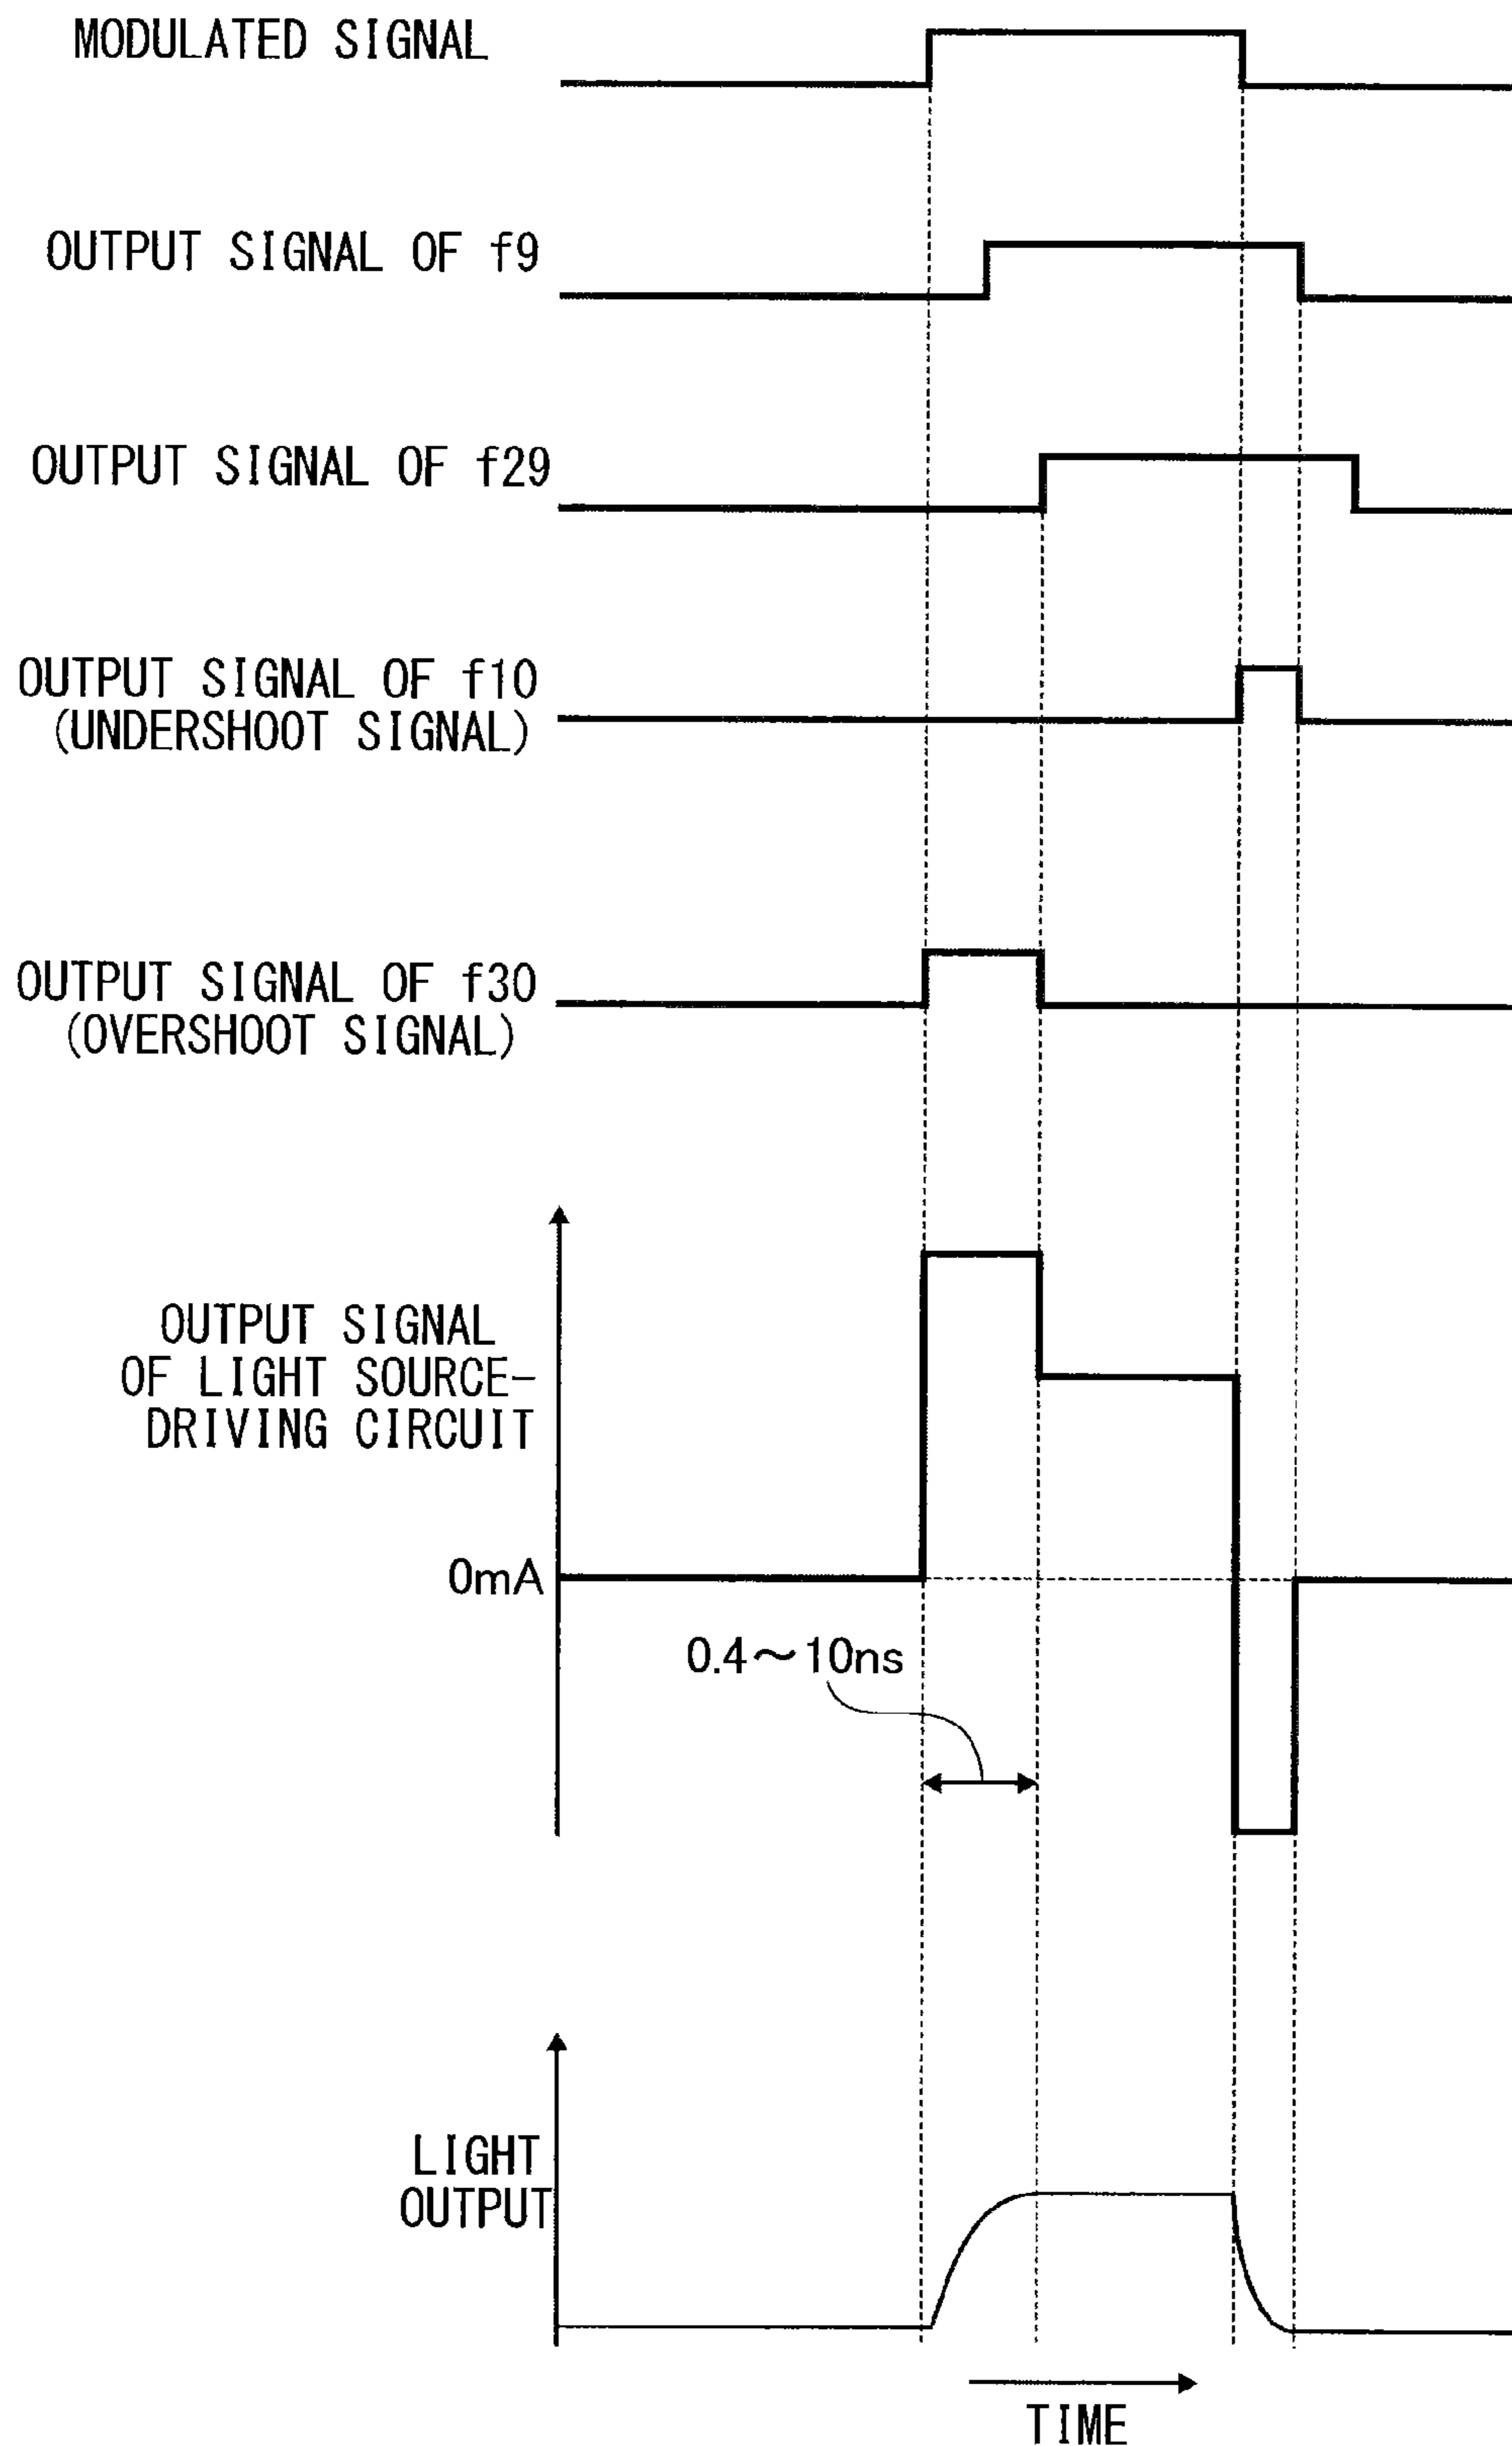 MODULATED SIGNAL
OUTPUT SIGNAL OF f9
OUTPUT SIGNAL OF f29
OUTPUT SIGNAL OF f10
(UNDERSHOOT SIGNAL)
OUTPUT SIGNAL OF f30
(OVERSHOOT SIGNAL)
OUTPUT SIGNAL
OF LIGHT SOURCE-
DRIVING CIRCUIT
0mA
0.4～10ns
LIGHT
OUTPUT
TIME